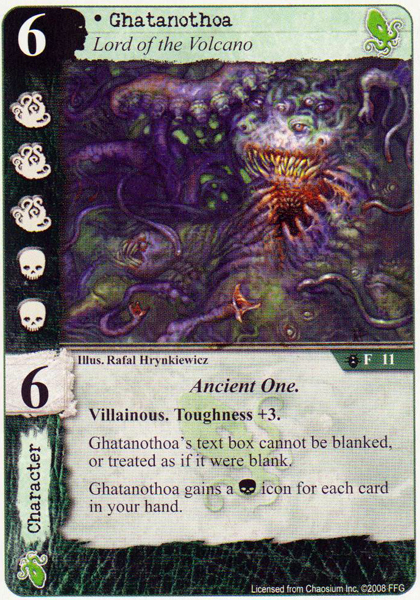 6
• Ghatanothoa
Lord of the Volcano
Illus. Rafal Hrynkiewicz
F 11
6
Ancient One.
Villainous. Toughness +3.
Ghatanothoa's text box cannot be blanked,
or treated as if it were blank.
Ghatanothoa gains a icon for each card
in your hand.
Character
Licensed from Chaosium Inc. ©2008 FFG